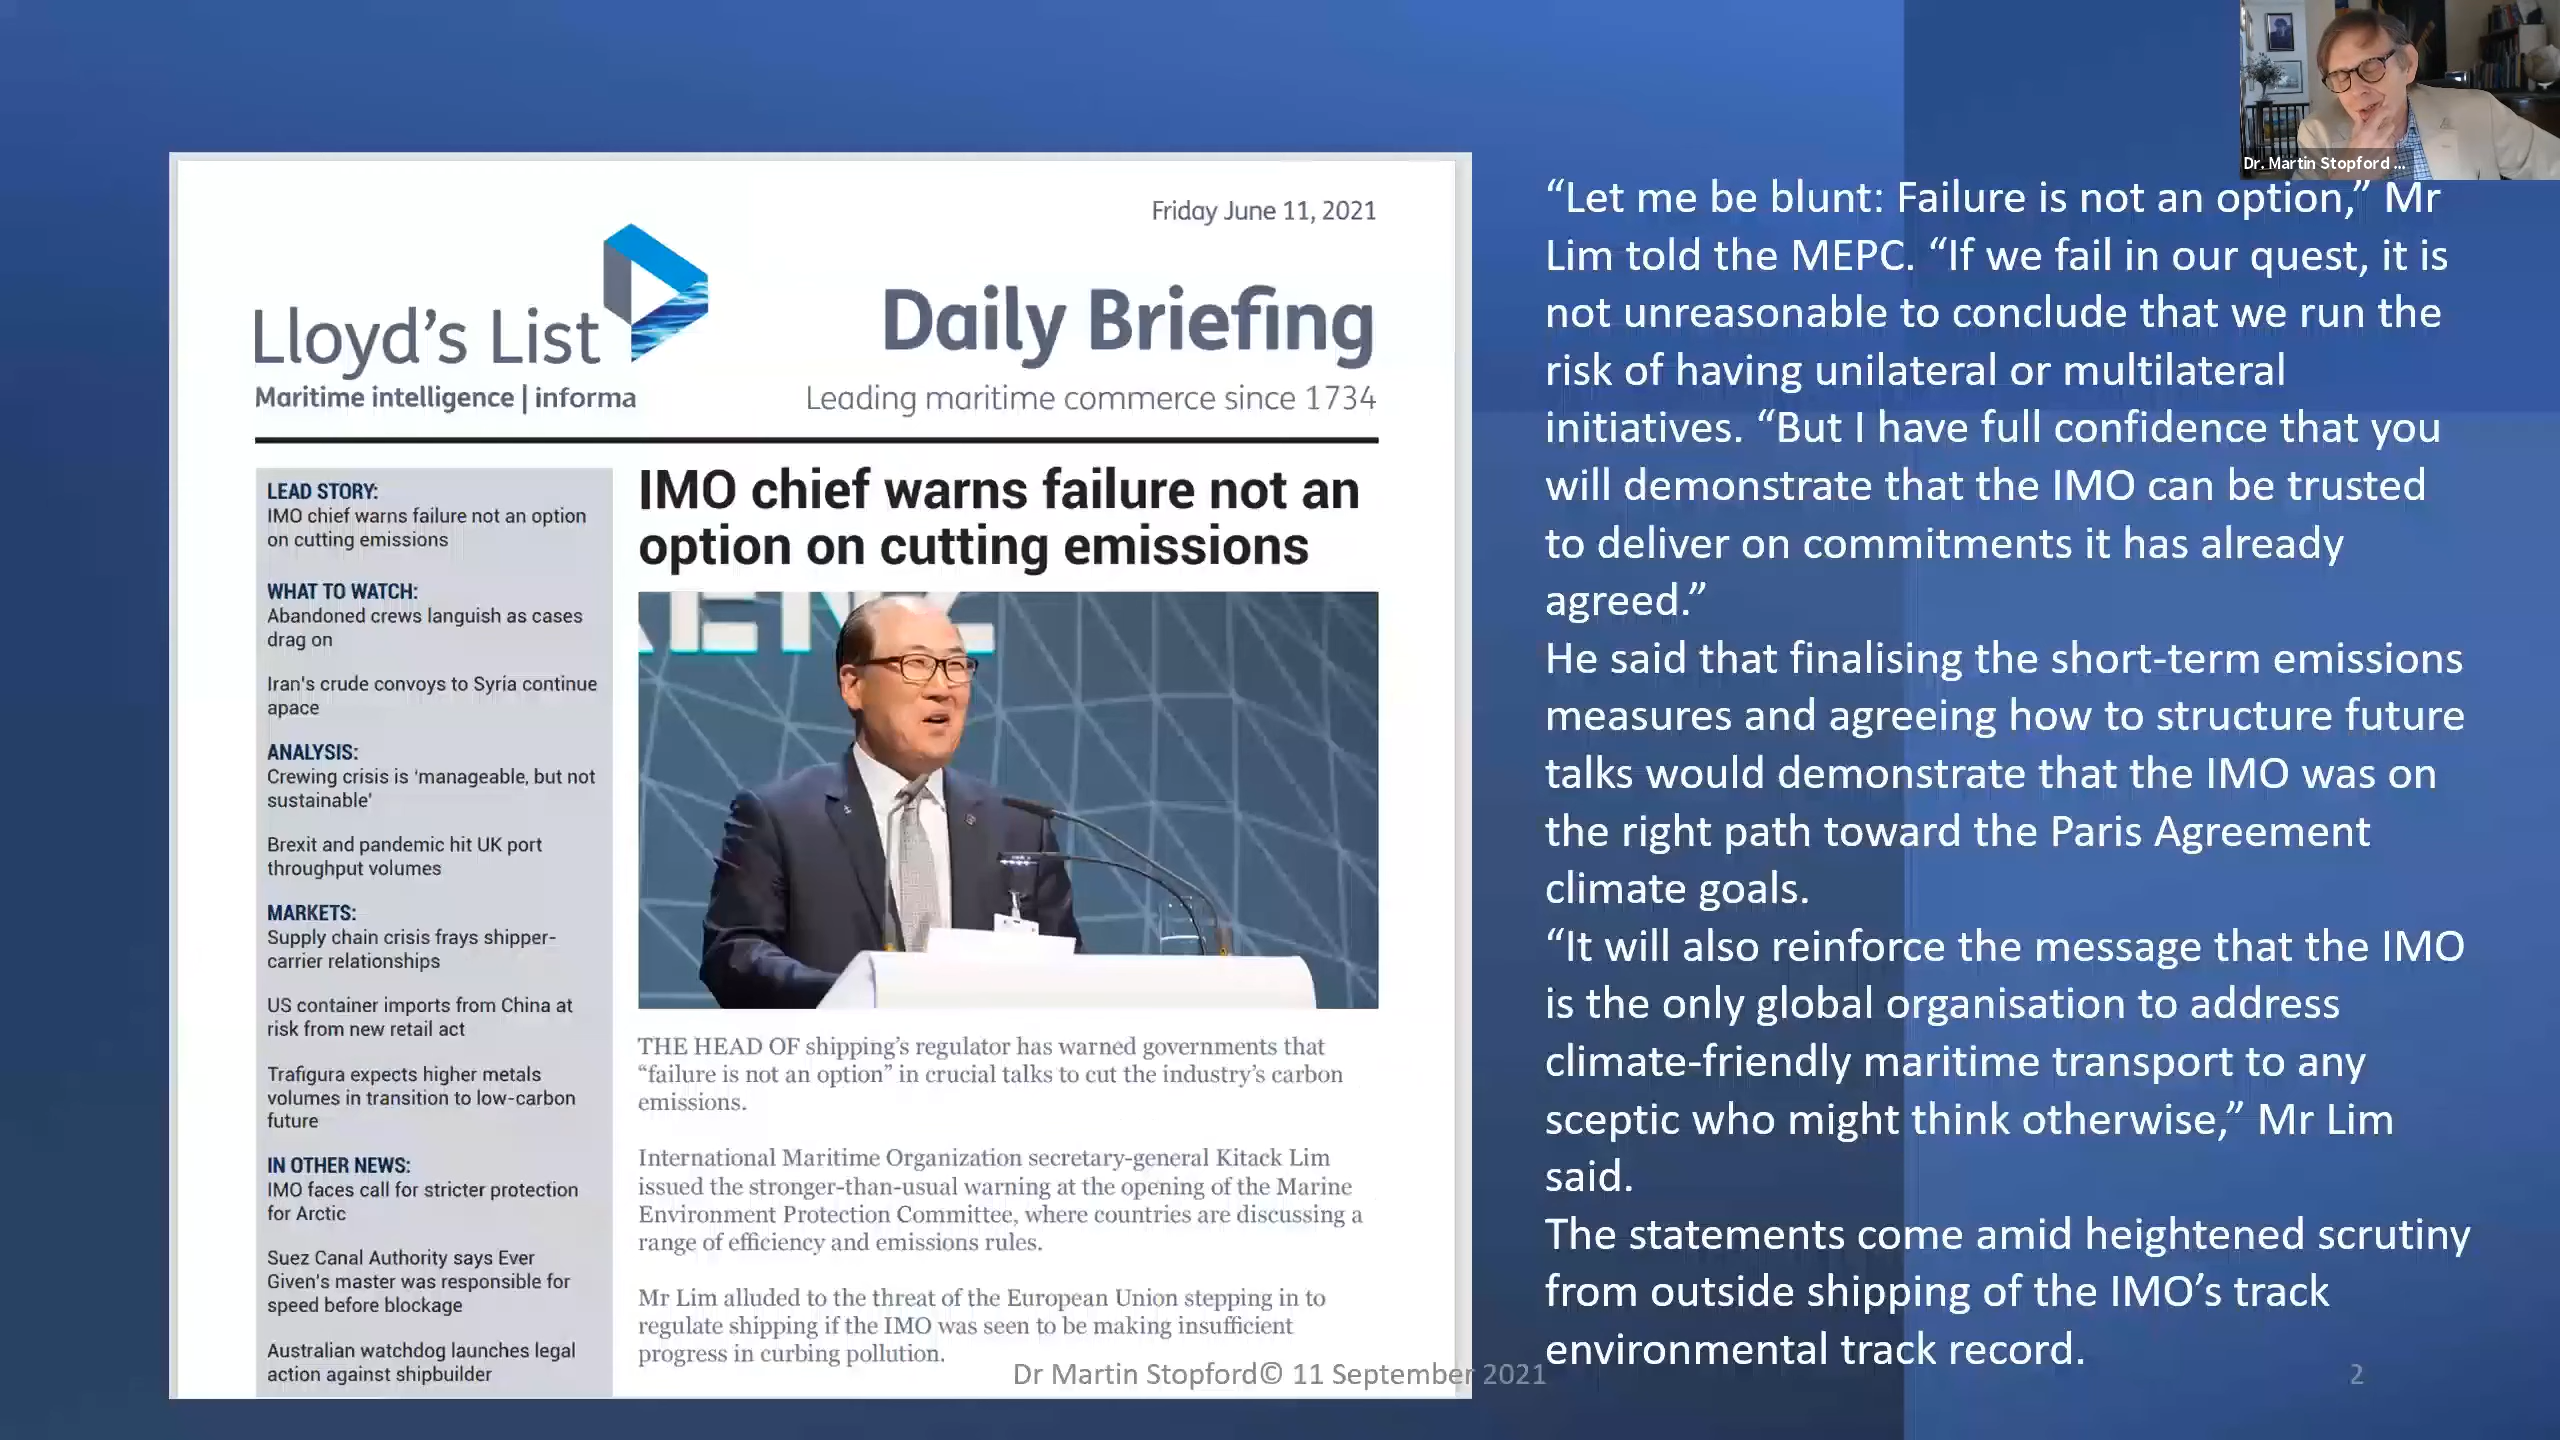 Dr. Martin Stopford ...
Friday June 11, 2021
Lloyd's List
Maritime intelligence | informa
Daily Briefing
Leading maritime commerce since 1734
LEAD STORY:
IMO chief warns failure not an option
on cutting emissions
WHAT TO WATCH:
Abandoned crews languish as cases
drag on
Iran's crude convoys to Syria continue
apace
ANALYSIS:
Crewing crisis is 'manageable, but not
sustainable'
Brexit and pandemic hit UK port
throughput volumes
MARKETS:
Supply chain crisis frays shipper-
carrier relationships
US container imports from China at
risk from new retail act
Trafigura expects higher metals
volumes in transition to low-carbon
future
IN OTHER NEWS:
IMO faces call for stricter protection
for Arctic
Suez Canal Authority says Ever
Given's master was responsible for
speed before blockage
Australian watchdog launches legal
action against shipbuilder
IMO chief warns failure not an
option on cutting emissions
THE HEAD OF shipping's regulator has warned governments that
“failure is not an option” in crucial talks to cut the industry's carbon
emissions.
International Maritime Organization secretary-general Kitack Lim
issued the stronger-than-usual warning at the opening of the Marine
Environment Protection Committee, where countries are discussing a
range of efficiency and emissions rules.
Mr Lim alluded to the threat of the European Union stepping in to
regulate shipping if the IMO was seen to be making insufficient
progress in curbing pollution.
“Let me be blunt: Failure is not an option,” Mr
Lim told the MEPC. “If we fail in our quest, it is
not unreasonable to conclude that we run the
risk of having unilateral or multilateral
initiatives. “But I have full confidence that you
will demonstrate that the IMO can be trusted
to deliver on commitments it has already
agreed.”
He said that finalising the short-term emissions
measures and agreeing how to structure future
talks would demonstrate that the IMO was on
the right path toward the Paris Agreement
climate goals.
“It will also reinforce the message that the IMO
is the only global organisation to address
climate-friendly maritime transport to any
sceptic who might think otherwise,” Mr Lim
said.
The statements come amid heightened scrutiny
from outside shipping of the IMO’s track
environmental track record.
Dr Martin Stopford© 11 September 2021
2